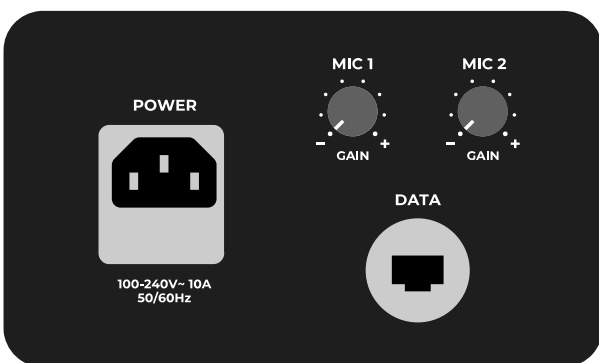 POWER
100-240V~ 10A
50/60Hz
MIC 1
- +
GAIN
MIC 2
- +
GAIN
DATA